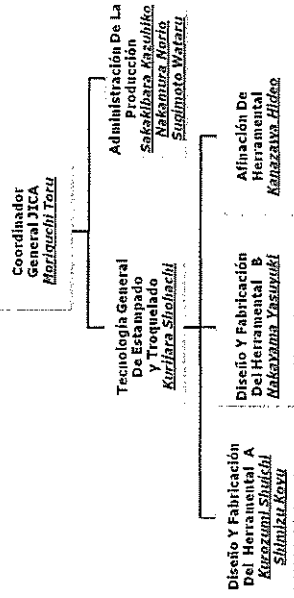 Coordinador
General JICA
Moriguchi Toru
Tecnología General
De Estampado
y Troquelado
Kurijara Shohachi
Administración De La
Producción
Sakakibara Kazuhiko
Nakamura Norio
Sugimoto Wataru
Diseño Y Fabricación
Del Herramental A
Kurozumi Shuichi
Shimizu Koyu
Diseño Y Fabricación
Del Herramental B
Nakayama Yasuyuki
Afinación De
Herramental
Kanazawa Hideo